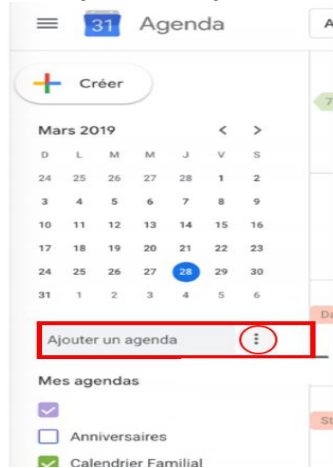 31 Agenda A
Créer
7
Mars 2019 < >
D L M M J V S
24 25 26 27 28 1 2
3 4 5 6 7 8 9
10 11 12 13 14 15 16
17 18 19 20 21 22 23
24 25 26 27 28 29 30
31 1 2 3 4 5 6
Ajouter un agenda
Mes agendas
Anniversaires
Calendrier Familial